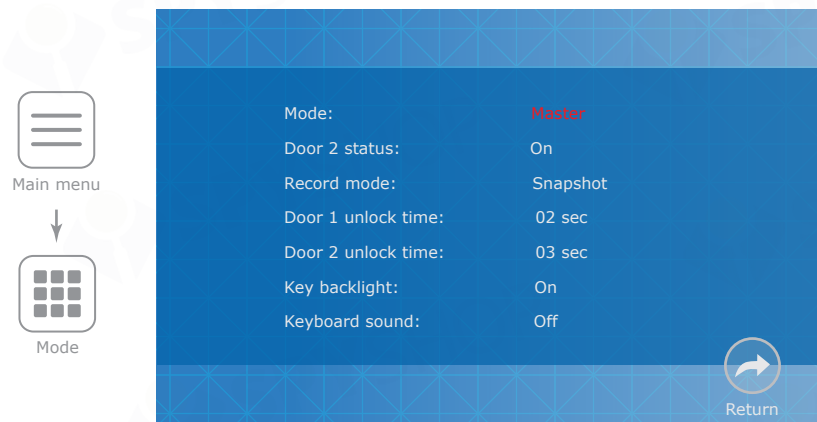 Main menu
Mode
Mode: Master
Door 2 status: On
Record mode: Snapshot
Door 1 unlock time: 02 sec
Door 2 unlock time: 03 sec
Key backlight: On
Keyboard sound: Off
Return